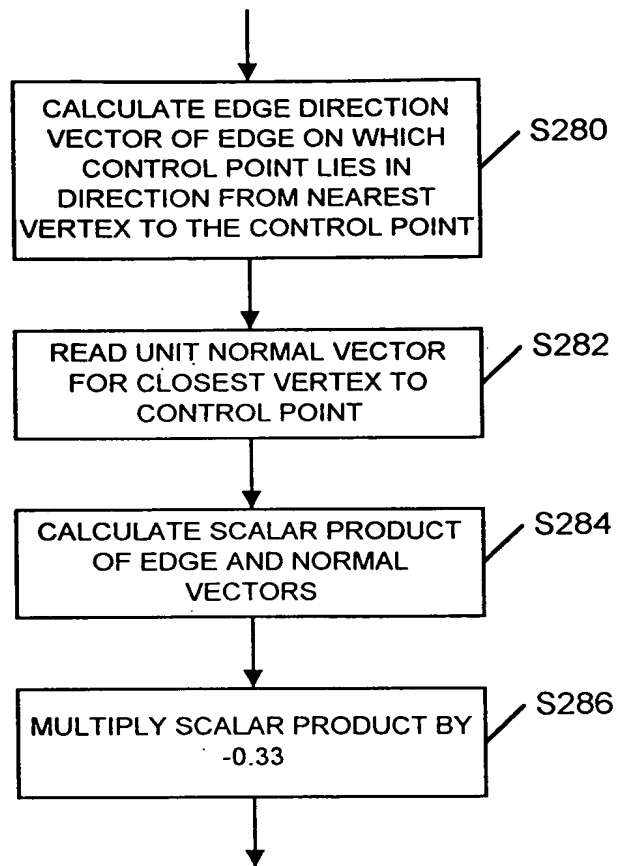 CALCULATE EDGE DIRECTION
VECTOR OF EDGE ON WHICH
CONTROL POINT LIES IN
DIRECTION FROM NEAREST
VERTEX TO THE CONTROL POINT
S280
READ UNIT NORMAL VECTOR
FOR CLOSEST VERTEX TO
CONTROL POINT
S282
CALCULATE SCALAR PRODUCT
OF EDGE AND NORMAL
VECTORS
S284
MULTIPLY SCALAR PRODUCT BY
-0.33
S286